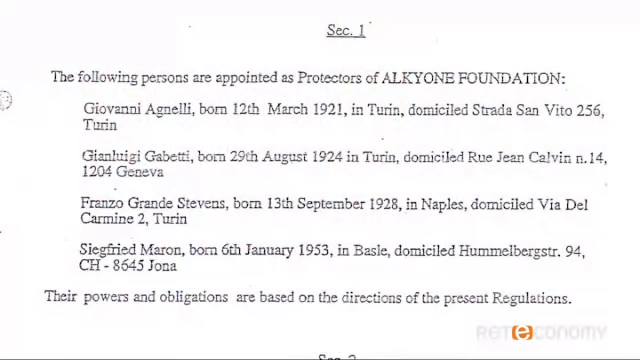 Sec. 1
The following persons are appointed as Protectors of ALKYONE FOUNDATION:
Giovanni Agnelli, born 12th March 1921, in Turin, domiciled Strada San Vito 256,
Turin
Gianluigi Gabetti, born 29th August 1924 in Turin, domiciled Rue Jean Calvin n.14,
1204 Geneva
Franzo Grande Stevens, born 13th September 1928, in Naples, domiciled Via Del
Carmine 2, Turin
Siegfried Maron, born 6th January 1953, in Basle, domiciled Hummelbergstr. 94,
CH - 8645 Jona
Their powers and obligations are based on the directions of the present Regulations.
RETeCONOMY